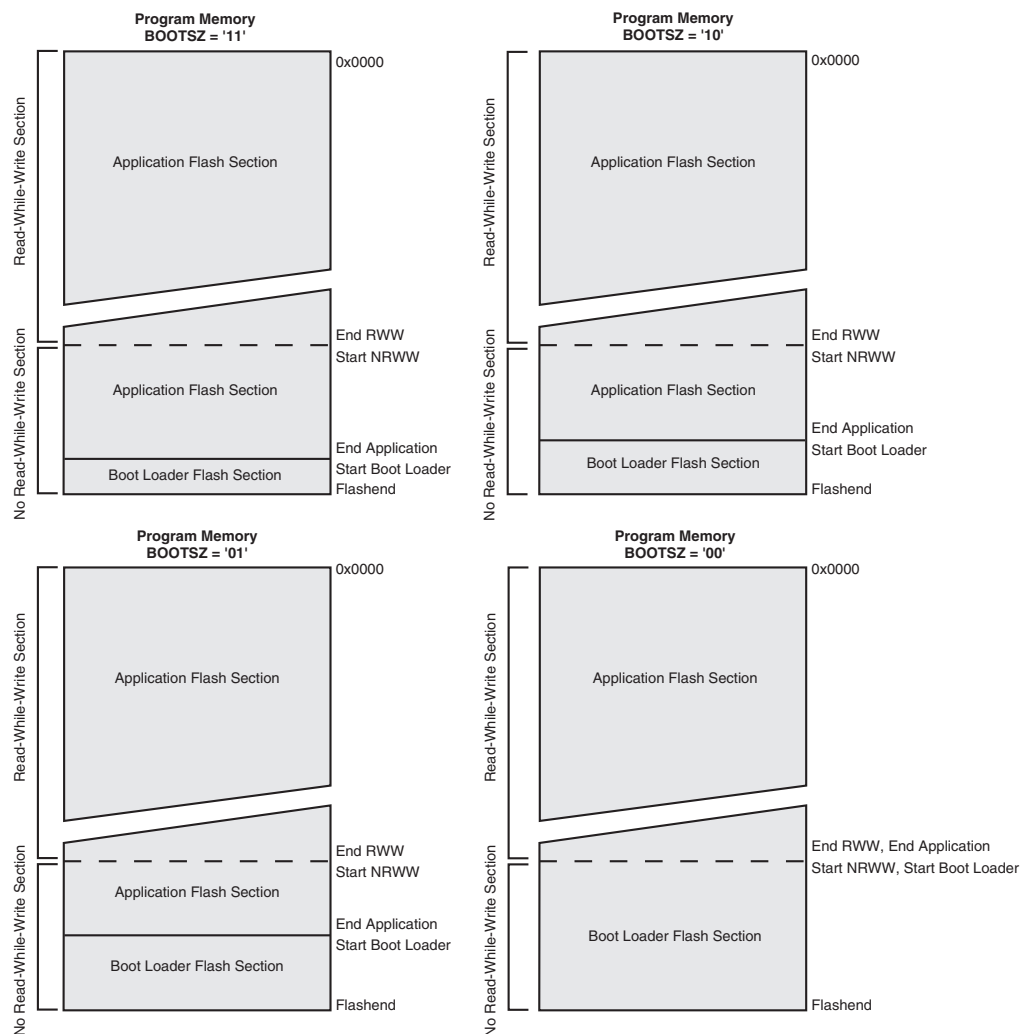 Program Memory
BOOTSZ = '11'
0x0000
Read-While-Write Section
Application Flash Section
End RWW
Start NRWW
No Read-While-Write Section
Application Flash Section
End Application
Start Boot Loader
Boot Loader Flash Section
Flashend
Program Memory
BOOTSZ = '10'
0x0000
Read-While-Write Section
Application Flash Section
End RWW
Start NRWW
No Read-While-Write Section
Application Flash Section
End Application
Start Boot Loader
Boot Loader Flash Section
Flashend
Program Memory
BOOTSZ = '01'
0x0000
Read-While-Write Section
Application Flash Section
End RWW
Start NRWW
No Read-While-Write Section
Application Flash Section
End Application
Start Boot Loader
Boot Loader Flash Section
Flashend
Program Memory
BOOTSZ = '00'
0x0000
Read-While-Write Section
Application Flash Section
End RWW, End Application
Start NRWW, Start Boot Loader
No Read-While-Write Section
Boot Loader Flash Section
Flashend